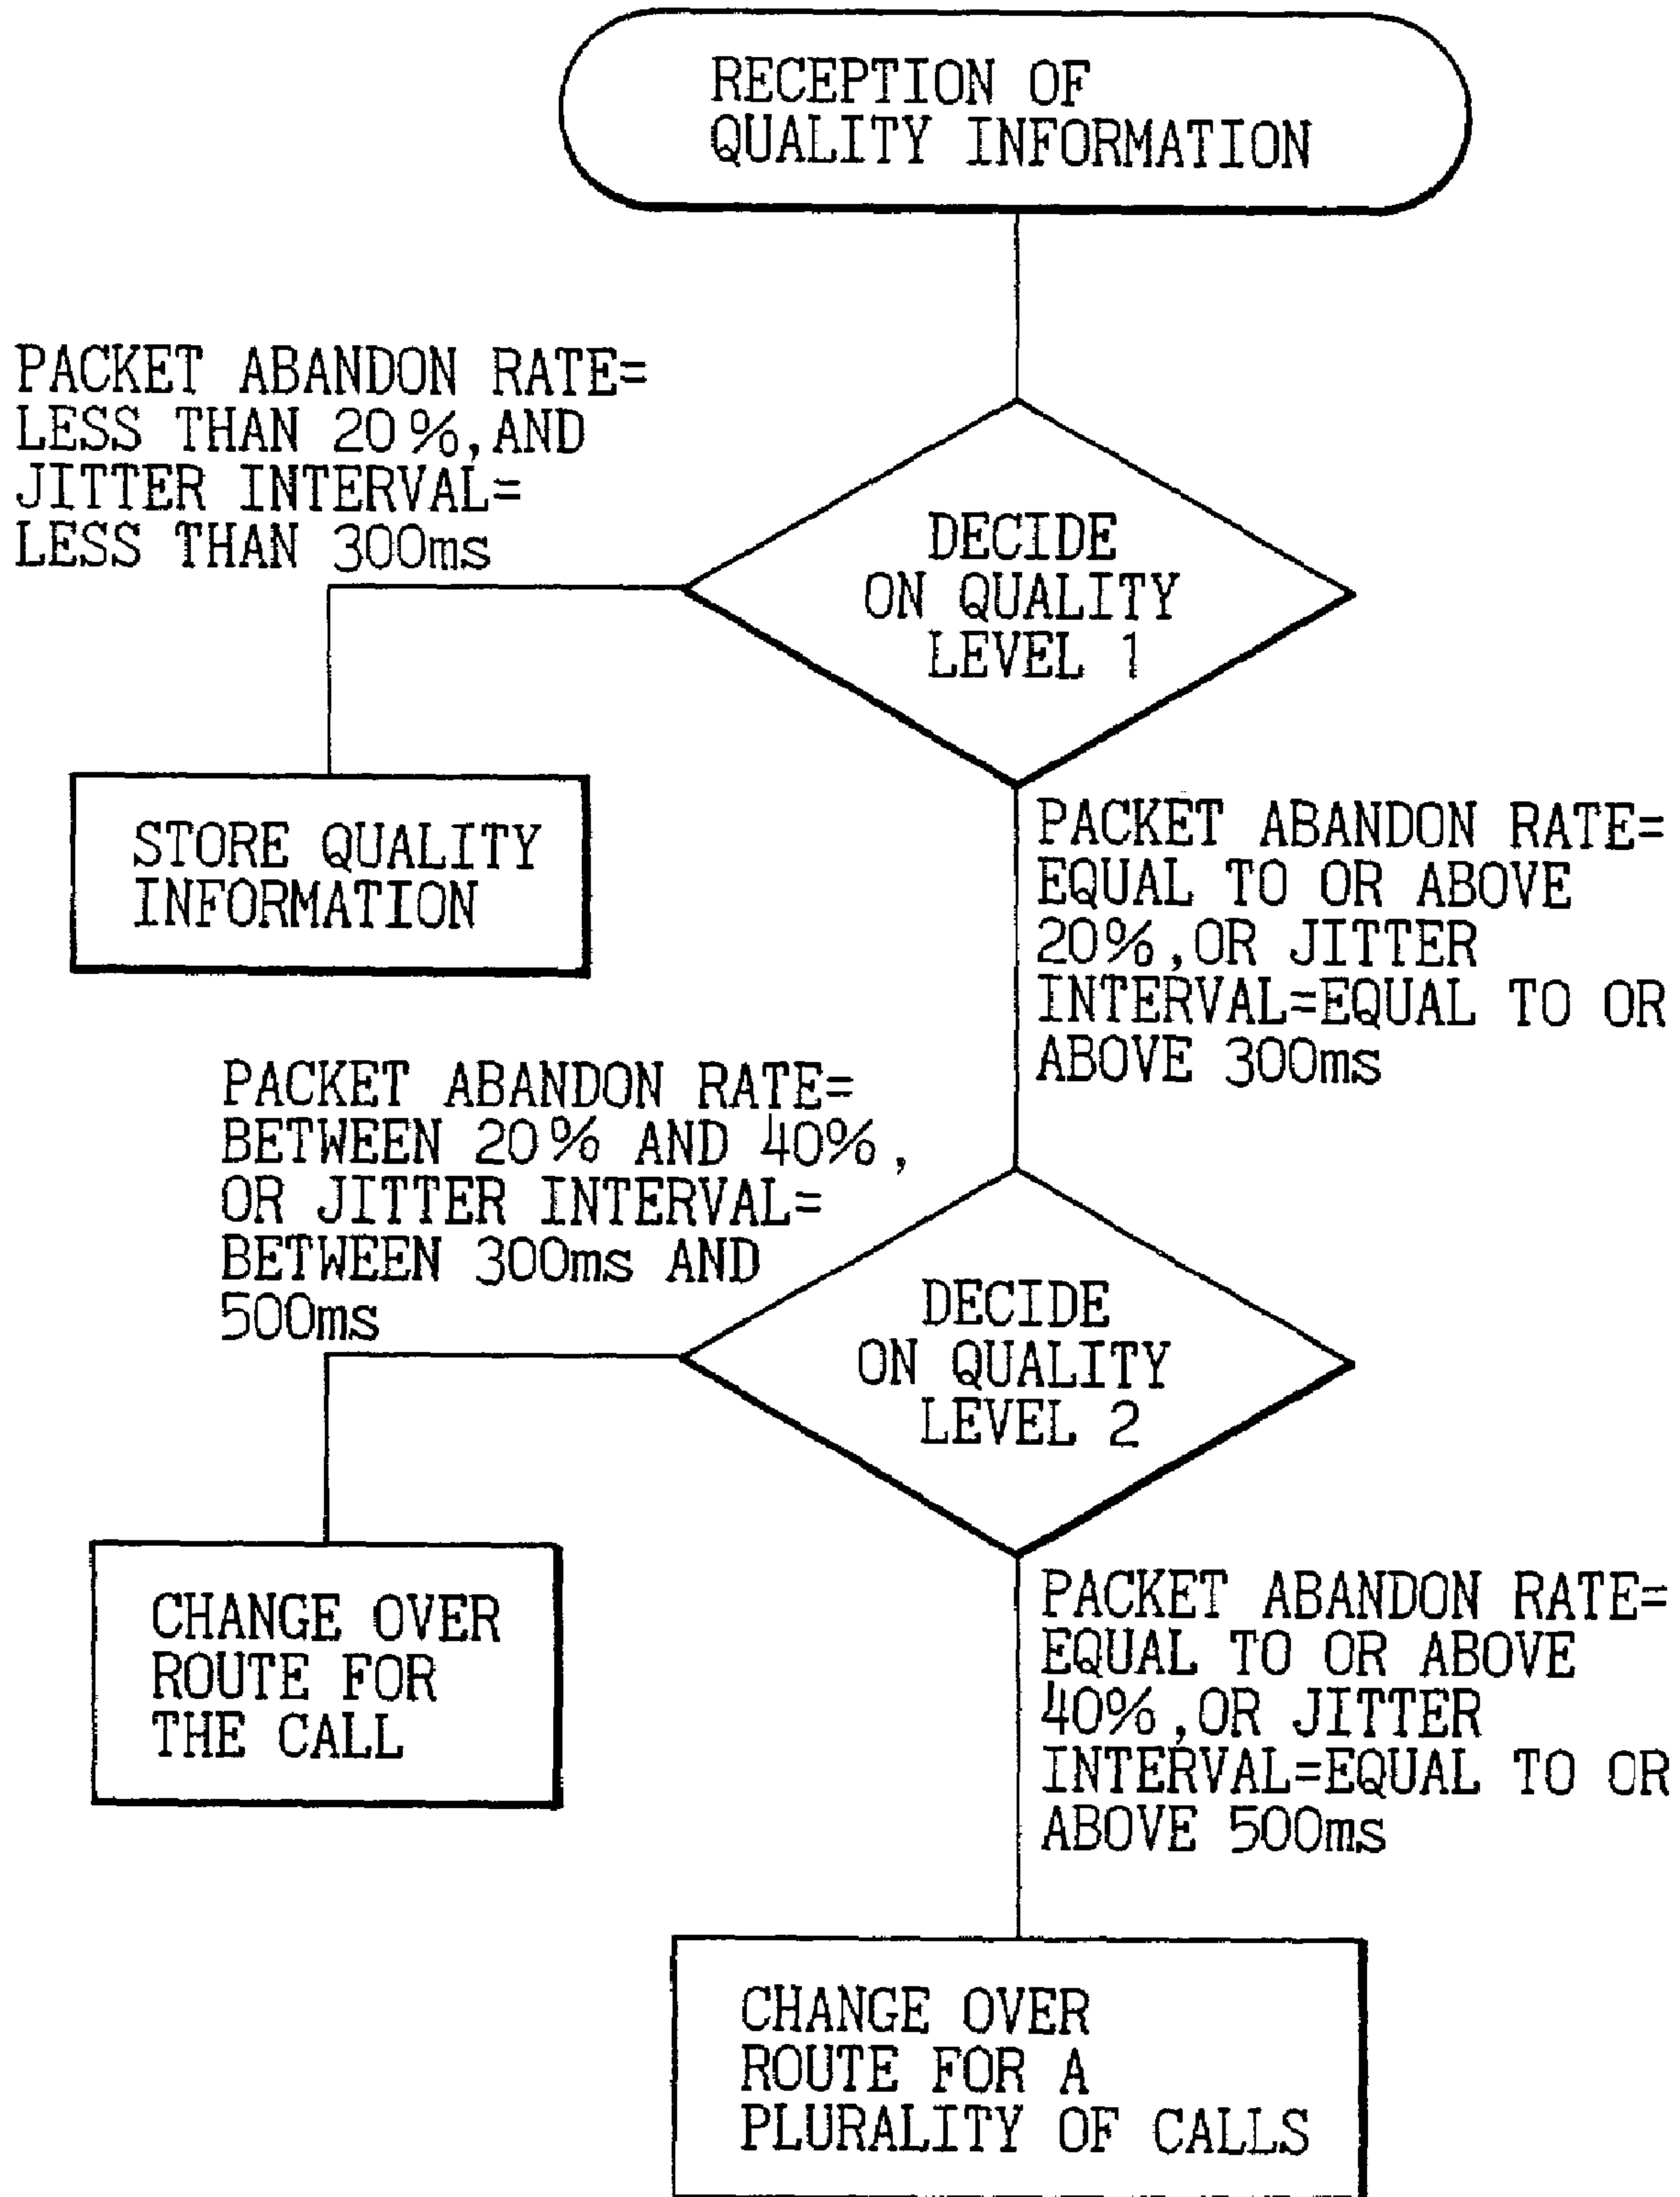 RECEPTION OF
QUALITY INFORMATION
PACKET ABANDON RATE=
LESS THAN 20%,AND
JITTER INTERVAL=
LESS THAN 300ms
DECIDE
ON QUALITY
LEVEL 1
STORE QUALITY
INFORMATION
PACKET ABANDON RATE=
EQUAL TO OR ABOVE
20%,OR JITTER
INTERVAL=EQUAL TO OR
ABOVE 300ms
PACKET ABANDON RATE=
BETWEEN 20% AND 40%,
OR JITTER INTERVAL=
BETWEEN 300ms AND
500ms
DECIDE
ON QUALITY
LEVEL 2
CHANGE OVER
ROUTE FOR
THE CALL
PACKET ABANDON RATE=
EQUAL TO OR ABOVE
40%,OR JITTER
INTERVAL=EQUAL TO OR
ABOVE 500ms
CHANGE OVER
ROUTE FOR A
PLURALITY OF CALLS